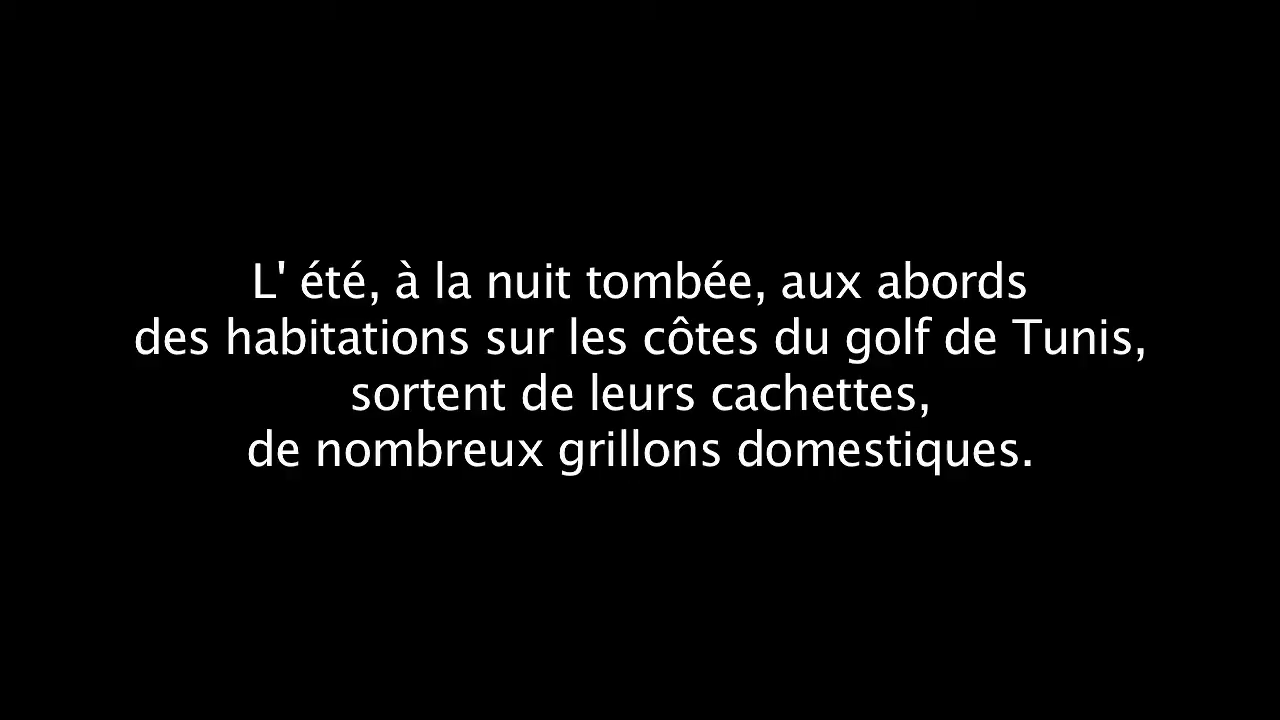 L' été, à la nuit tombée, aux abords
des habitations sur les côtes du golf de Tunis,
sortent de leurs cachettes,
de nombreux grillons domestiques.